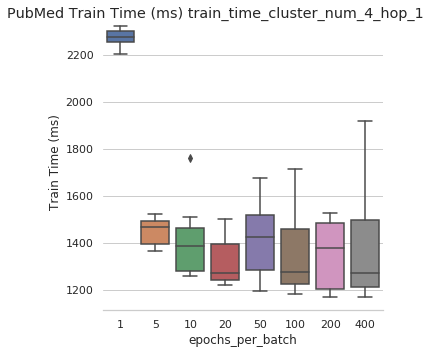 PubMed Train Time (ms) train_time_cluster_num_4_hop_1
Train Time (ms)
2200
2000
1800
1600
1400
1200
1 5 10 20 50 100 200 400
epochs_per_batch